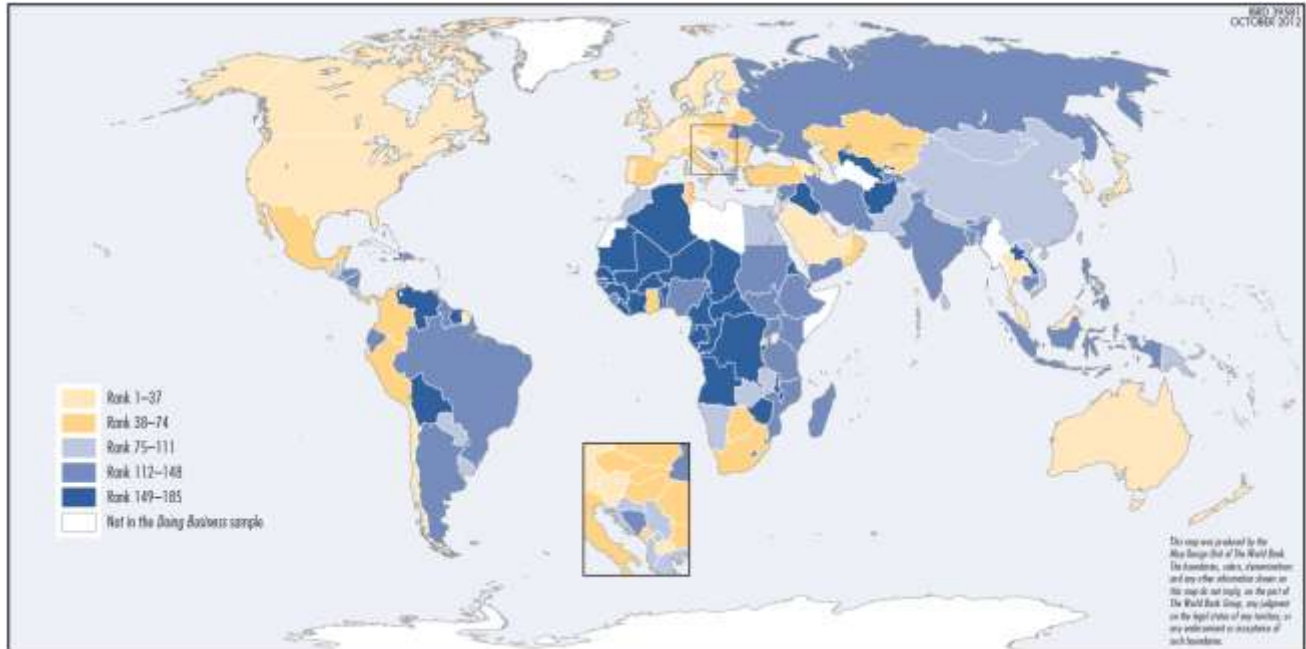 IBRD 39581
OCTOBER 2012
Rank 1–37
Rank 38–74
Rank 75–111
Rank 112–148
Rank 149–185
Not in the Doing Business sample
This map was produced by the
Map Design Unit of The World Bank.
The boundaries, colors, denominations
and any other information shown on
this map do not imply, on the part of
The World Bank Group, any judgment
on the legal status of any territory, or
any endorsement or acceptance of
such boundaries.